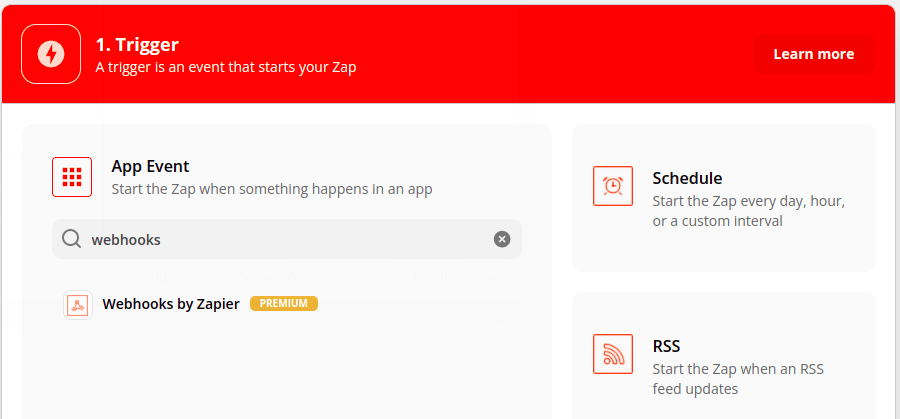 1. Trigger
A trigger is an event that starts your Zap
Learn more
App Event
Start the Zap when something happens in an app
webhooks
Webhooks by Zapier PREMIUM
Schedule
Start the Zap every day, hour,
or a custom interval
RSS
Start the Zap when an RSS
feed updates